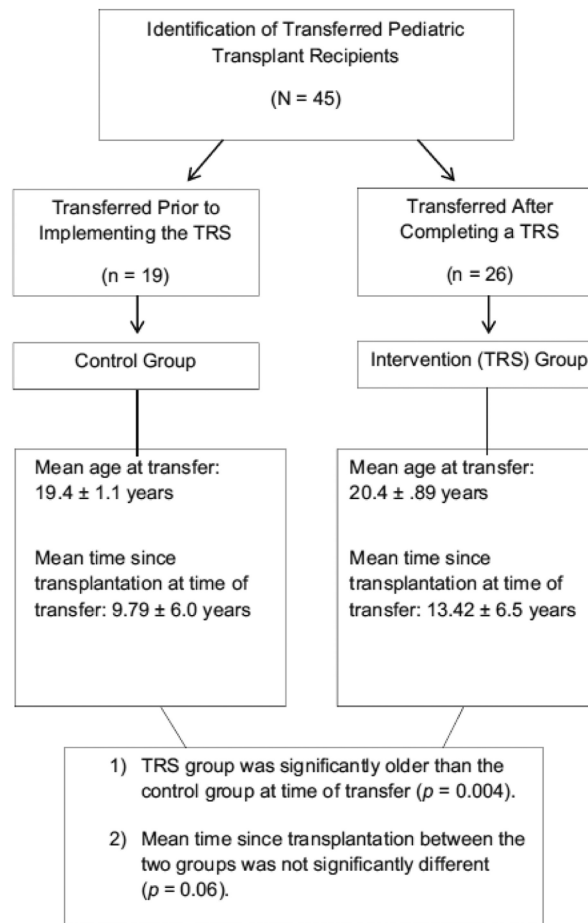 Identification of Transferred Pediatric
Transplant Recipients
(N = 45)
Transferred Prior to
Implementing the TRS
(n = 19)
Transferred After
Completing a TRS
(n = 26)
Control Group
Intervention (TRS) Group
Mean age at transfer:
19.4 ± 1.1 years
Mean time since
transplantation at time of
transfer: 9.79 ± 6.0 years
Mean age at transfer:
20.4 ± .89 years
Mean time since
transplantation at time of
transfer: 13.42 ± 6.5 years
1) TRS group was significantly older than the
control group at time of transfer (p = 0.004).
2) Mean time since transplantation between the
two groups was not significantly different
(p = 0.06).